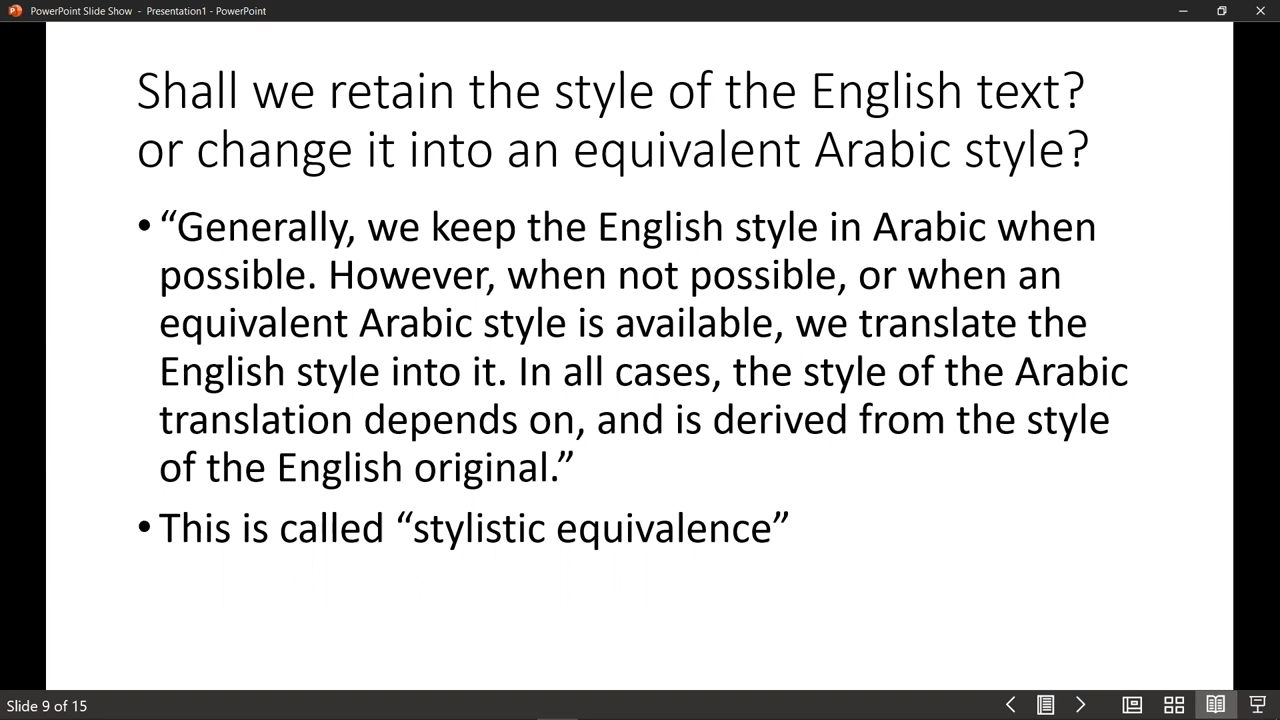 PowerPoint Slide Show - Presentation1 - PowerPoint
Shall we retain the style of the English text?
or change it into an equivalent Arabic style?
• “Generally, we keep the English style in Arabic when
possible. However, when not possible, or when an
equivalent Arabic style is available, we translate the
English style into it. In all cases, the style of the Arabic
translation depends on, and is derived from the style
of the English original.”
• This is called “stylistic equivalence”
Slide 9 of 15